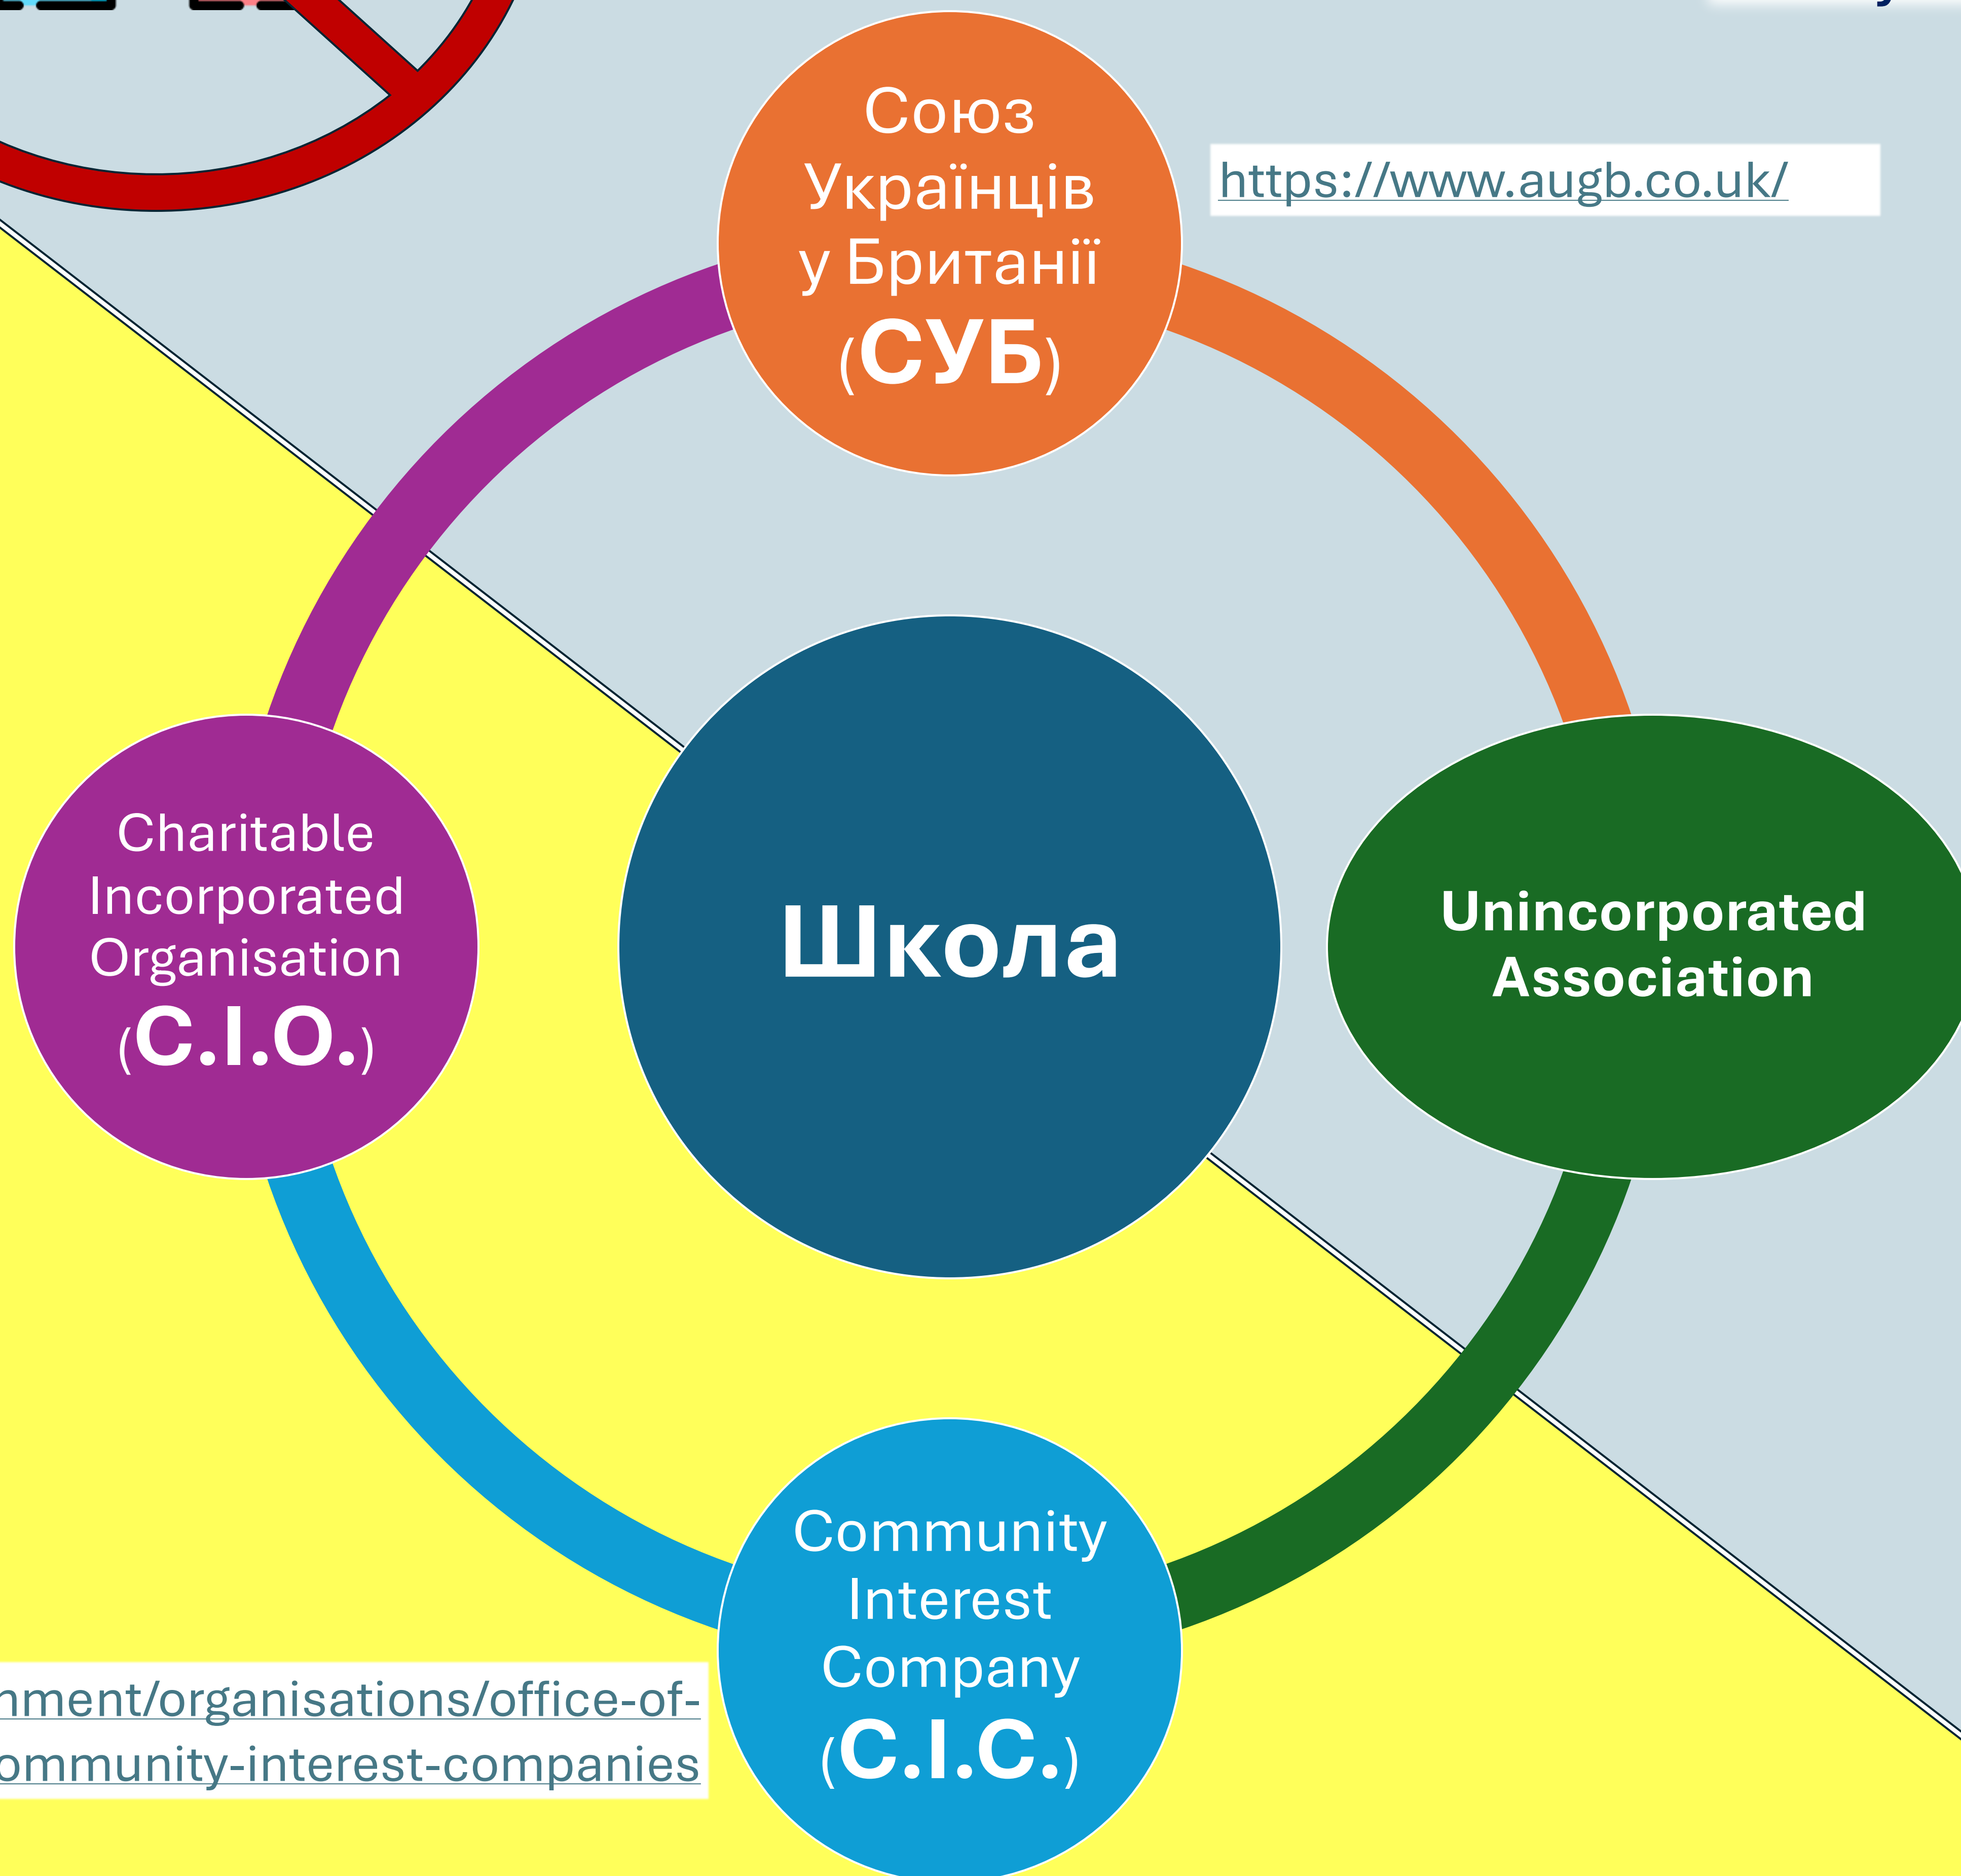 Союз
Українців
у Британії
(СУБ)
https://www.augb.co.uk/
Charitable
Incorporated
Organisation
(C.I.O.)
Школа
Unincorporated
Association
Community
Interest
Company
(C.I.C.)
nment/organisations/office-of-
ommunity-interest-companies